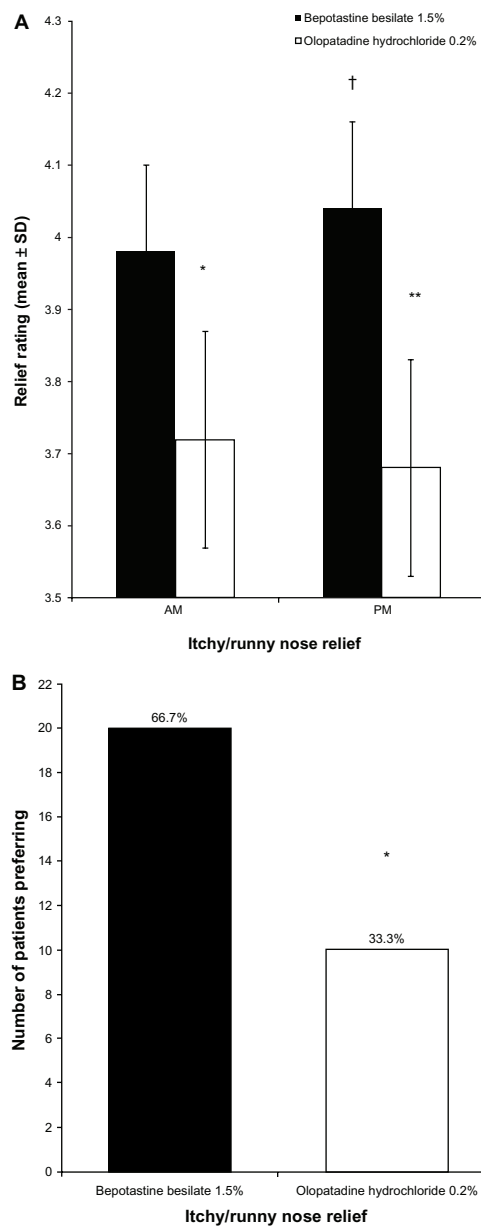 A
Bepotastine besilate 1.5%
Olopatadine hydrochloride 0.2%
Relief rating (mean ± SD)
4.3
4.2
4.1
4
3.9
3.8
3.7
3.6
3.5
*
†
**
AM
PM
Itchy/runny nose relief
B
Number of patients preferring
22
20
18
16
14
12
10
8
6
4
2
0
66.7%
*
33.3%
Bepotastine besilate 1.5%
Olopatadine hydrochloride 0.2%
Itchy/runny nose relief